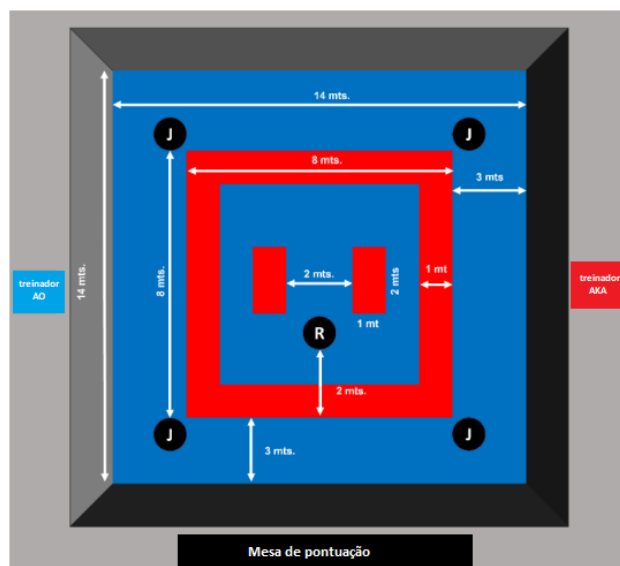 14 mts.
J
J
8 mts.
3 mts
treinador
AO
14 mts.
8 mts.
2 mts.
2 mts
1 mt
treinador
AKA
1 mt
R
2 mts.
J
J
3 mts.
Mesa de pontuação